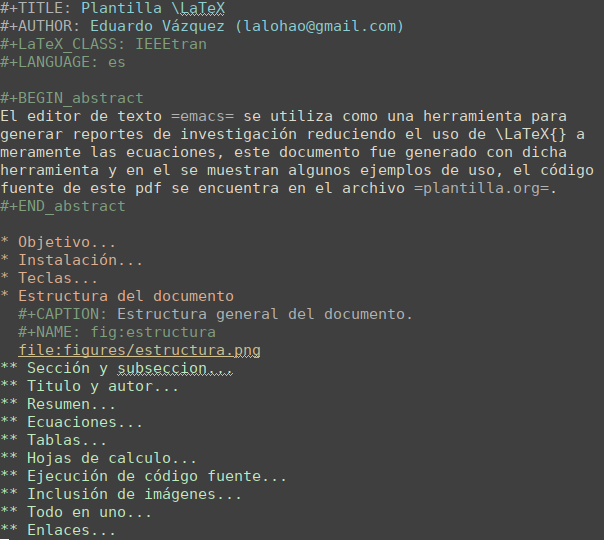 #+TITLE: Plantilla \LaTeX
#+AUTHOR: Eduardo Vázquez (lalohao@gmail.com)
#+LaTeX_CLASS: IEEEtran
#+LANGUAGE: es
#+BEGIN_abstract
El editor de texto =emacs= se utiliza como una herramienta para
generar reportes de investigación reduciendo el uso de \LaTeX{} a
meramente las ecuaciones, este documento fue generado con dicha
herramienta y en el se muestran algunos ejemplos de uso, el código
fuente de este pdf se encuentra en el archivo =plantilla.org=.
#+END_abstract
* Objetivo...
* Instalación...
* Teclas...
* Estructura del documento
#+CAPTION: Estructura general del documento.
#+NAME: fig:estructura
file:figures/estructura.png
** Sección y subseccion...
** Titulo y autor...
** Resumen...
** Ecuaciones...
** Tablas...
** Hojas de calculo...
** Ejecución de código fuente...
** Inclusión de imágenes...
** Todo en uno...
** Enlaces...